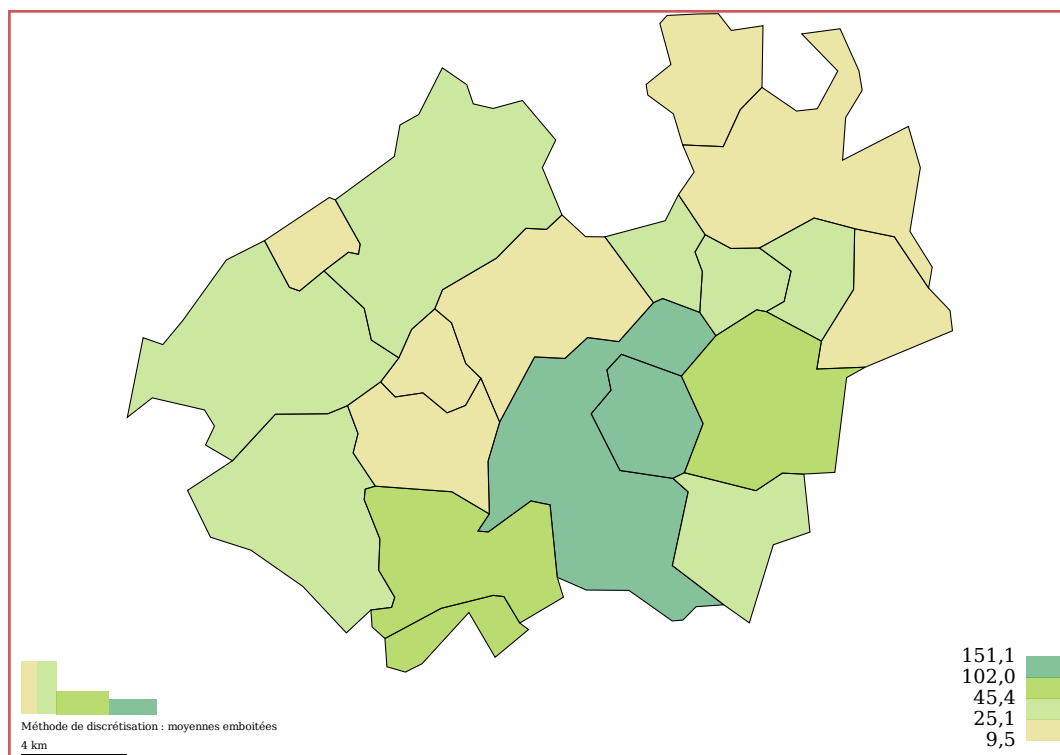 151,1
102,0
45,4
25,1
9,5
Méthode de discrétisation : moyennes emboitées
4 km